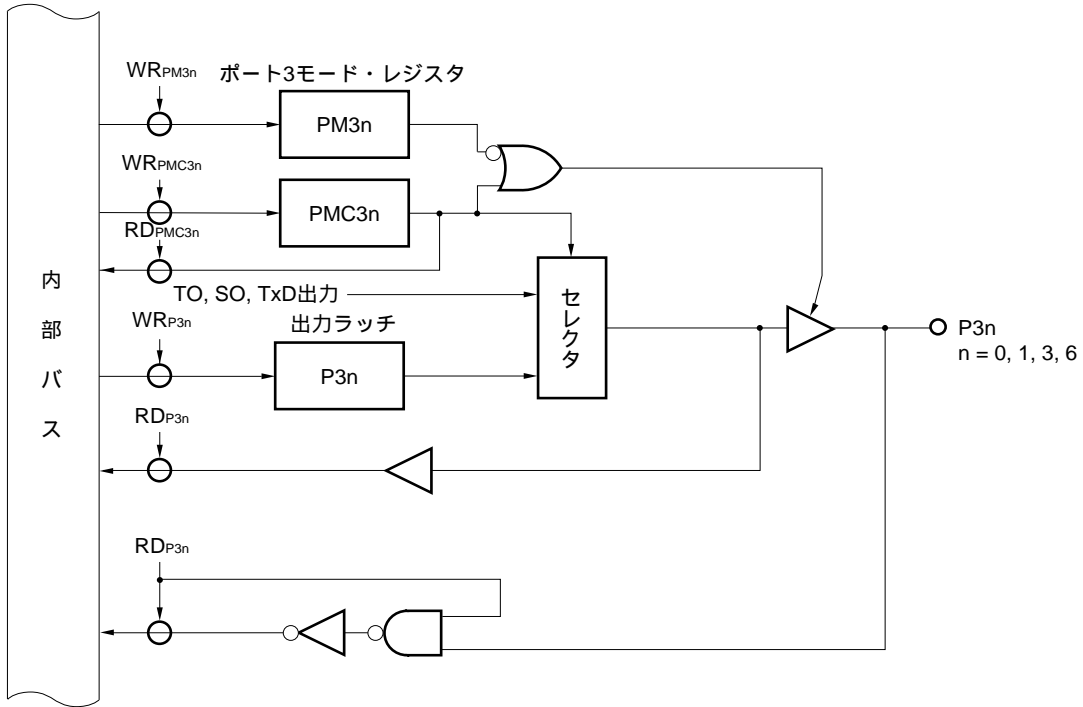 WRPM3n
ポート3モード・レジスタ
PM3n
WRPMC3n
PMC3n
RDPMC3n
内部バス
TO, SO, TxD出力
セレクタ
WRP3n
出力ラッチ
P3n
P3n
n = 0, 1, 3, 6
RDP3n
RDP3n